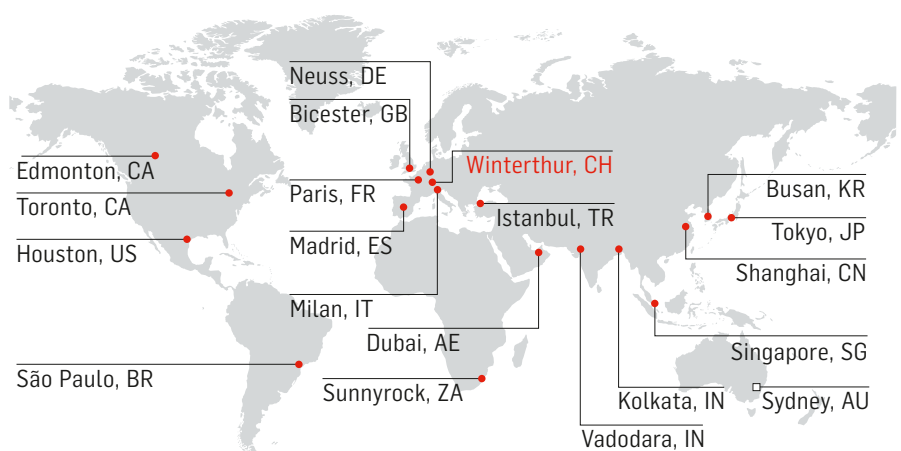 Neuss, DE
Bicester, GB
Winterthur, CH
Edmonton, CA
Paris, FR
Busan, KR
Toronto, CA
Istanbul, TR
Tokyo, JP
Houston, US
Madrid, ES
Shanghai, CN
Milan, IT
Dubai, AE
Singapore, SG
São Paulo, BR
Sunnyrock, ZA
Kolkata, IN
Sydney, AU
Vadodara, IN